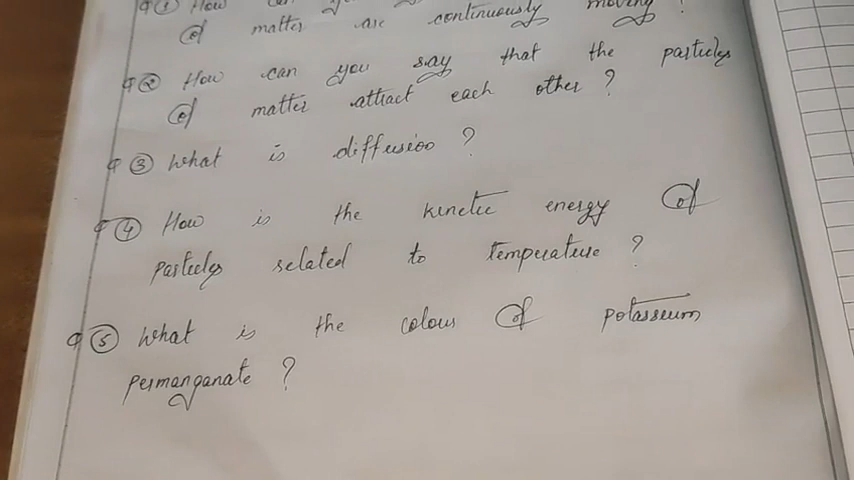 Q① How
of matter are continuously moving?
Q② How can you say that the particles
of matter attract each other?
Q③ What is diffusion?
Q④ How is the kinetic energy of
particles related to temperature?
Q⑤ What is the colour of potassium
permanganate?